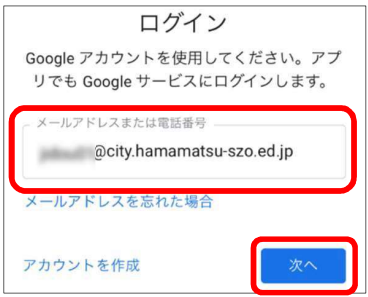 ログイン
Google アカウントを使用してください。アプ
リでも Google サービスにログインします。
メールアドレスまたは電話番号
@city.hamamatsu-szo.ed.jp
メールアドレスを忘れた場合
アカウントを作成
次へ